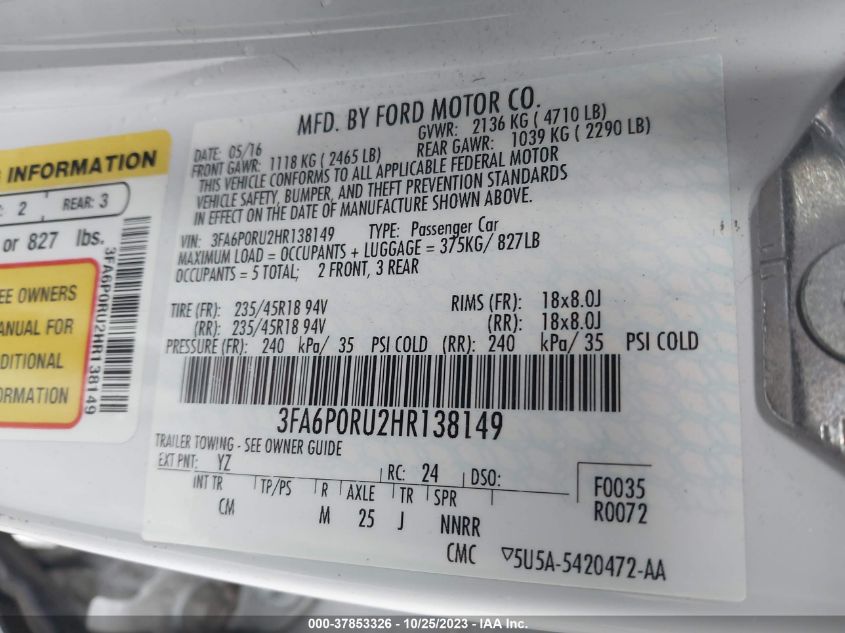 MFD. BY FORD MOTOR CO.
DATE: 05/16 GVWR: 2136 KG ( 4710 LB)
FRONT GAWR: 1118 KG ( 2465 LB) REAR GAWR: 1039 KG ( 2290 LB)
THIS VEHICLE CONFORMS TO ALL APPLICABLE FEDERAL MOTOR
VEHICLE SAFETY, BUMPER, AND THEFT PREVENTION STANDARDS
IN EFFECT ON THE DATE OF MANUFACTURE SHOWN ABOVE.
VIN: 3FA6P0RU2HR138149 TYPE: Passenger Car
MAXIMUM LOAD = OCCUPANTS + LUGGAGE = 375KG/ 827LB
OCCUPANTS = 5 TOTAL; 2 FRONT, 3 REAR
TIRE (FR): 235/45R18 94V RIMS (FR): 18x8.0J
(RR): 235/45R18 94V (RR): 18x8.0J
PRESSURE (FR): 240 kPa/ 35 PSI COLD (RR): 240 kPa/ 35 PSI COLD
3FA6P0RU2HR138149
TRAILER TOWING - SEE OWNER GUIDE
EXT PNT: YZ RC: 24 DSO:
INT TR TP/PS R AXLE TR SPR
CM M 25 J NNRR
F0035
R0072
CMC ▽5U5A-5420472-AA
INFORMATION
2 REAR: 3
or 827 lbs.
EE OWNERS
ANUAL FOR
DITIONAL
ORMATION
3FA6P0RU2HR138149
000-37853326 - 10/25/2023 - IAA Inc.